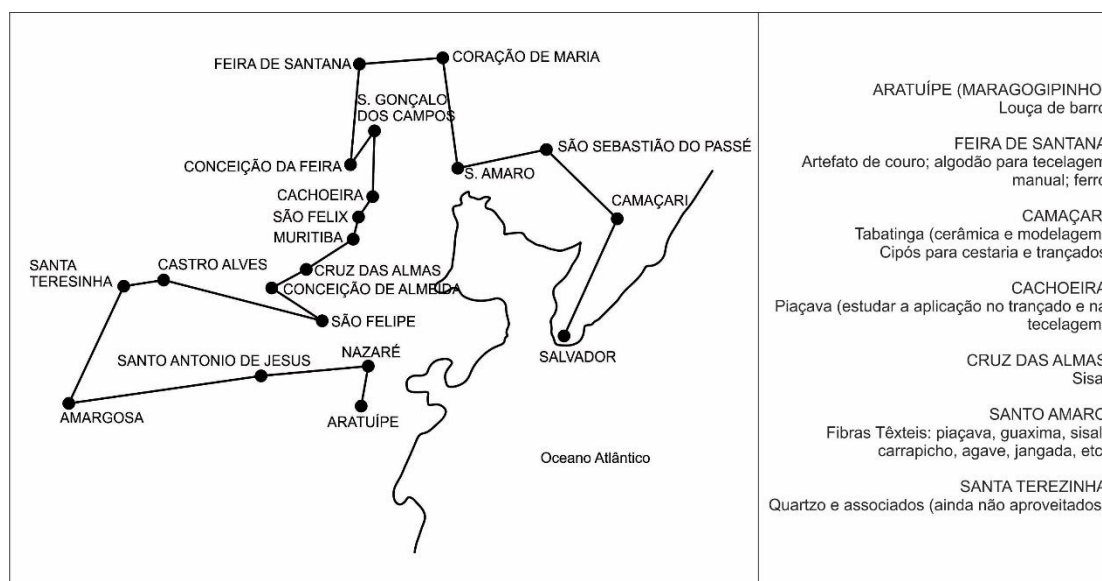 FEIRA DE SANTANA
CORAÇÃO DE MARIA
S. GONÇALO
DOS CAMPOS
SÃO SEBASTIÃO DO PASSÉ
CONCEIÇÃO DA FEIRA
S. AMARO
CACHOEIRA
CAMAÇARI
SÃO FELIX
MURITIBA
SANTA
TERESINHA
CASTRO ALVES
CRUZ DAS ALMAS
CONCEIÇÃO DE ALMEIDA
SÃO FELIPE
SALVADOR
SANTO ANTONIO DE JESUS
NAZARÉ
AMARGOSA
ARATUÍPE
Oceano Atlântico
ARATUÍPE (MARAGOGIPINHO
Louça de barro
FEIRA DE SANTANA
Artefato de couro; algodão para tecelagem
manual; ferro
CAMAÇARI
Tabatinga (cerâmica e modelagem
Cipós para cestaria e trançados
CACHOEIRA
Piaçava (estudar a aplicação no trançado e na
tecelagem
CRUZ DAS ALMAS
Sisa
SANTO AMARO
Fibras Têxteis: piaçava, guaxima, sisal
carrapicho, agave, jangada, etc
SANTA TEREZINHA
Quartzo e associados (ainda não aproveitados